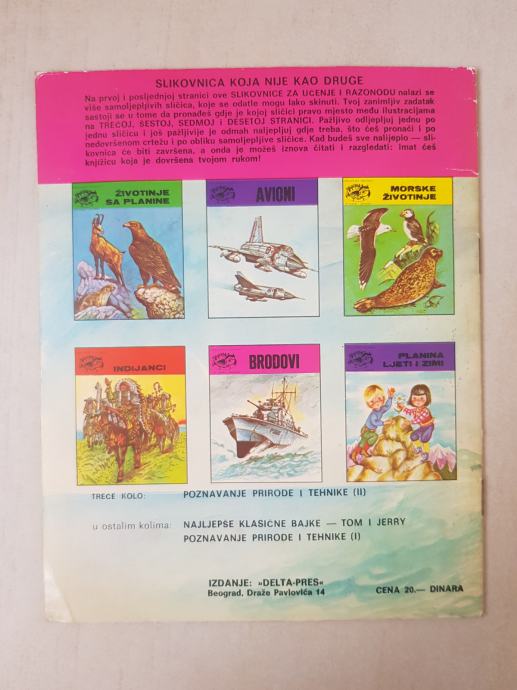 SLIKOVNICA KOJA NIJE KAO DRUGE
Na prvoj i posljednjoj stranici ove SLIKOVNICE ZA UČENJE I RAZONODU nalazi se
više samoljepljivih sličica, koje se odatle mogu lako skinuti. Tvoj zanimljiv zadatak
sastoji se u tome da pronađeš gdje je kojoj sličici pravo mjesto među ilustracijama
na TREĆOJ, ŠESTOJ, SEDMOJ I DESETOJ STRANICI. Pažljivo odljepljuj jednu po
jednu sličicu i još pažljivije je odmah naljepljuj gdje treba, što ćeš pronaći i po
nedovršenom crtežu i po obliku samoljepljive sličice. Kad budeš sve nalijepio — sli-
kovnica će biti završena, a onda je možeš iznova čitati i razgledati: Imat ćeš
knjižicu koja je dovršena tvojom rukom!
ŽIVOTINJE
SA PLANINE
AVIONI
MORSKE
ŽIVOTINJE
INDIJANCI
BRODOVI
PLANINA
LJETI I ZIMI
TREĆE KOLO: POZNAVANJE PRIRODE I TEHNIKE (II)
u ostalim kolima: NAJLJEPSE KLASIČNE BAJKE — TOM I JERRY
POZNAVANJE PRIRODE I TEHNIKE (I)
IZDANJE: »DELTA-PRES«
Beograd, Draže Pavlovića 14
CENA 20.— DINARA